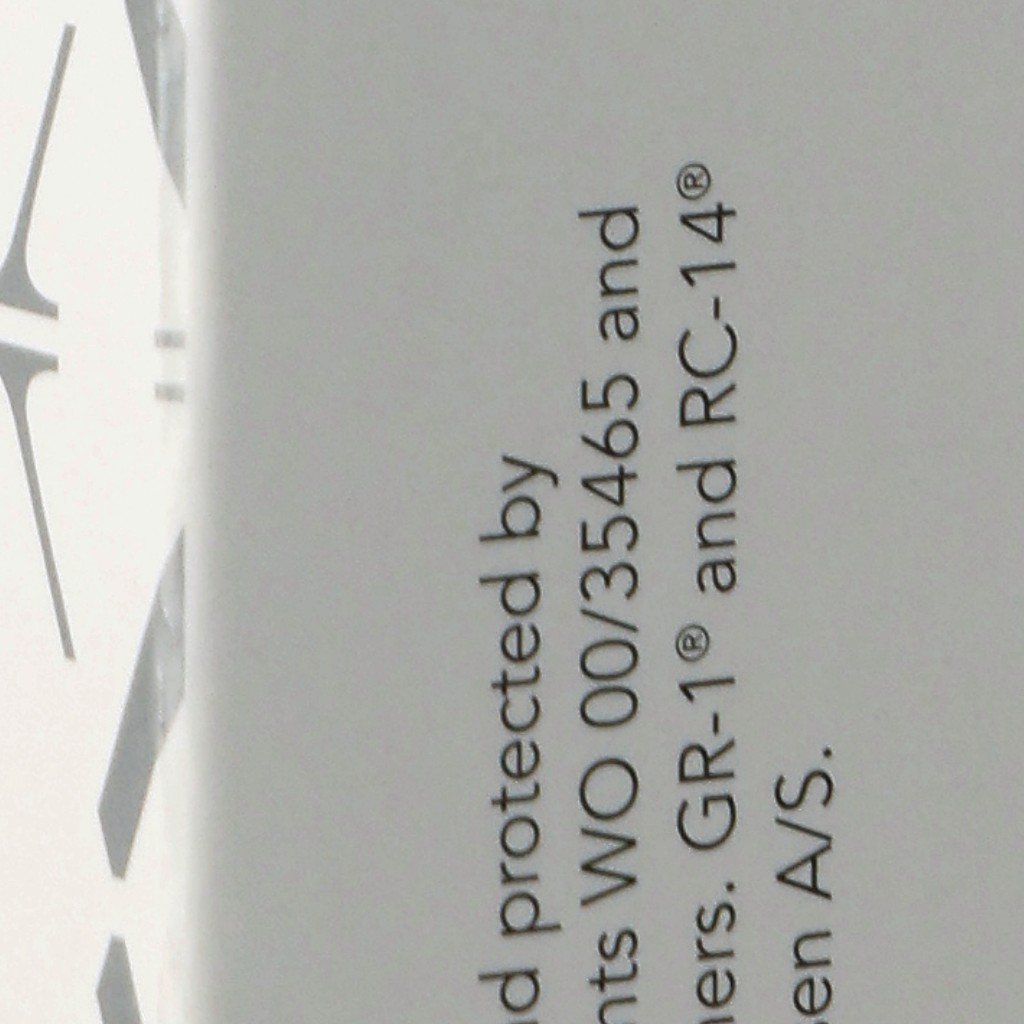 d protected by
nts WO 00/35465 and
ers. GR-1® and RC-14®
en A/S.